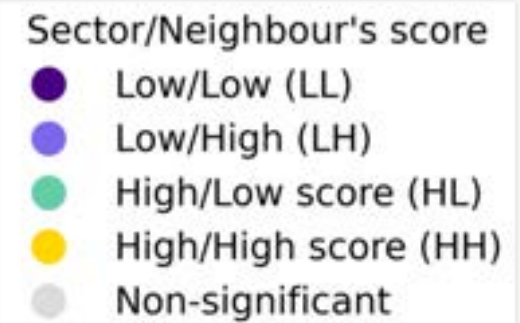 Sector/Neighbour's score
Low/Low (LL)
Low/High (LH)
High/Low score (HL)
High/High score (HH)
Non-significant